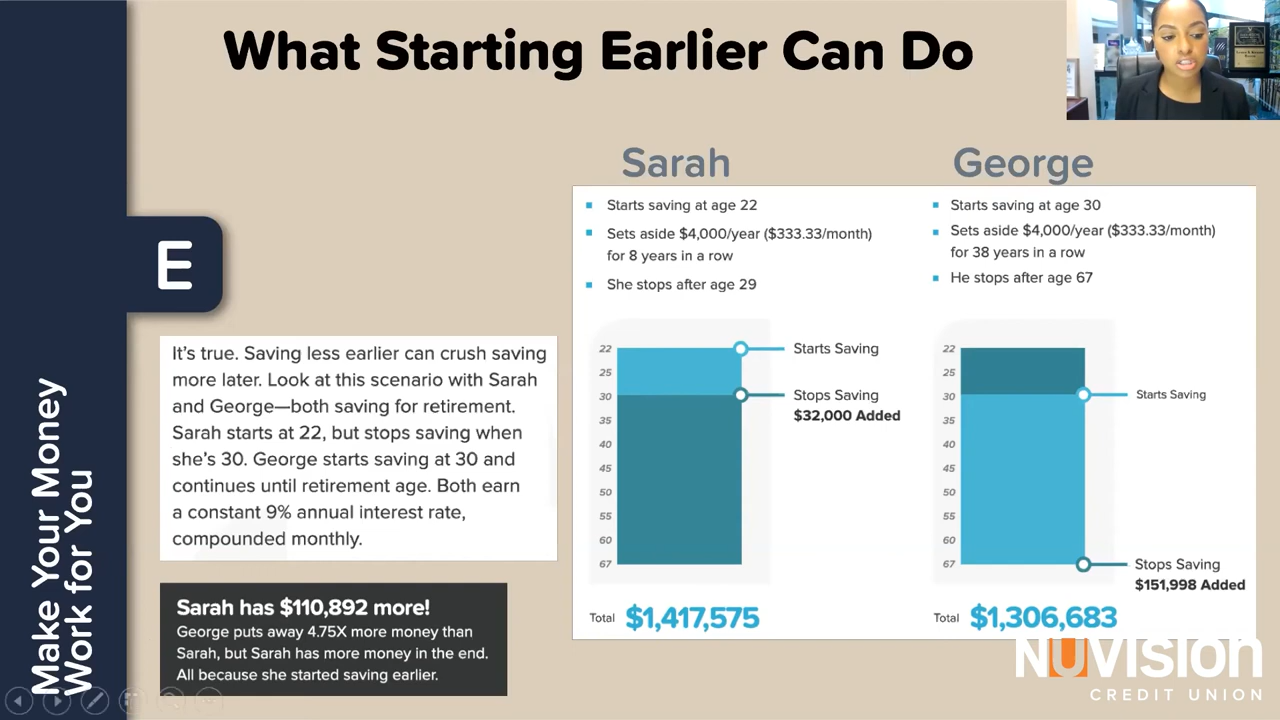 What Starting Earlier Can Do
Sarah
Starts saving at age 22
Sets aside $4,000/year ($333.33/month)
for 8 years in a row
She stops after age 29
22
25
30
35
40
45
50
55
60
67
Starts Saving
Stops Saving
$32,000 Added
Total $1,417,575
George
Starts saving at age 30
Sets aside $4,000/year ($333.33/month)
for 38 years in a row
He stops after age 67
22
25
30
35
40
45
50
55
60
67
Starts Saving
Stops Saving
$151,998 Added
Total $1,306,683
E
Make Your Money
Work for You
It's true. Saving less earlier can crush saving
more later. Look at this scenario with Sarah
and George—both saving for retirement.
Sarah starts at 22, but stops saving when
she's 30. George starts saving at 30 and
continues until retirement age. Both earn
a constant 9% annual interest rate,
compounded monthly.
Sarah has $110,892 more!
George puts away 4.75X more money than
Sarah, but Sarah has more money in the end.
All because she started saving earlier.
NUVISION
CREDIT UNION